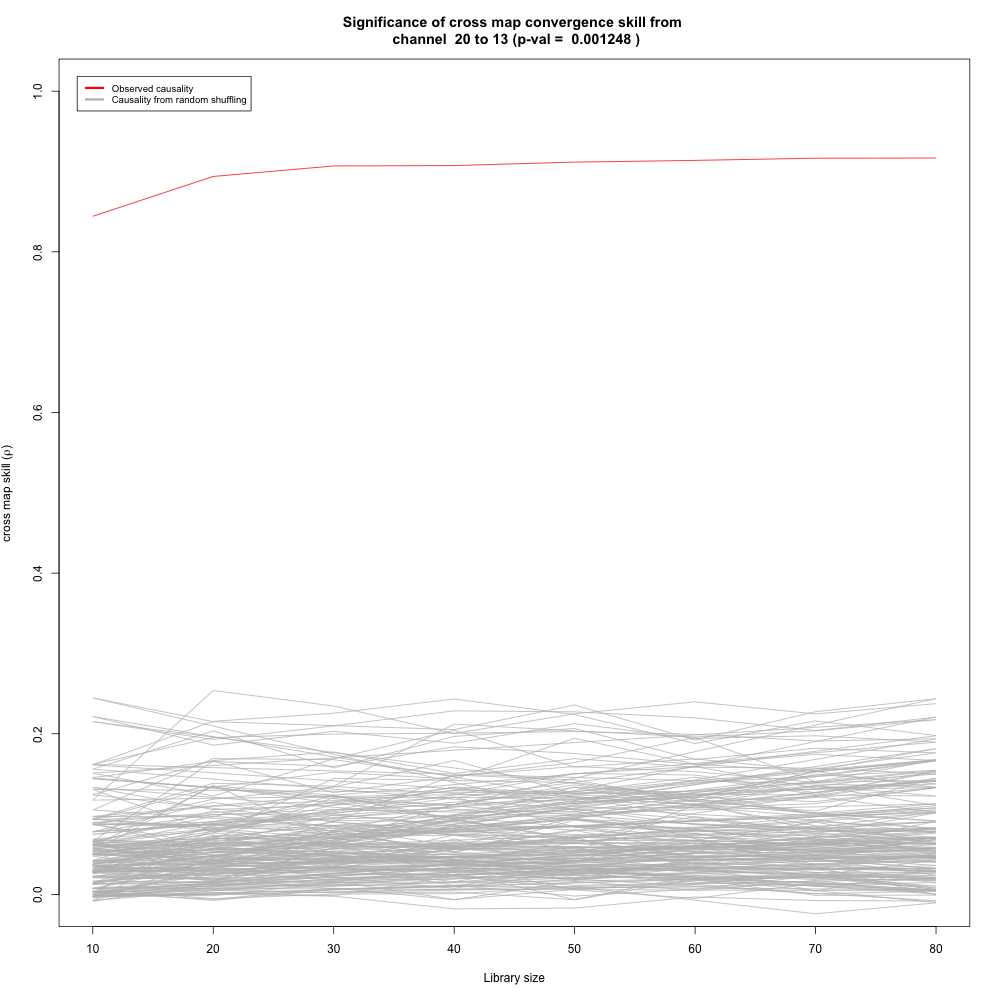 Significance of cross map convergence skill from
channel  20 to 13 (p-val =  0.001248 )
Observed causality
Causality from random shuffling
1.0
0.8
0.6
0.4
0.2
0.0
cross map skill (ρ)
10 20 30 40 50 60 70 80
Library size